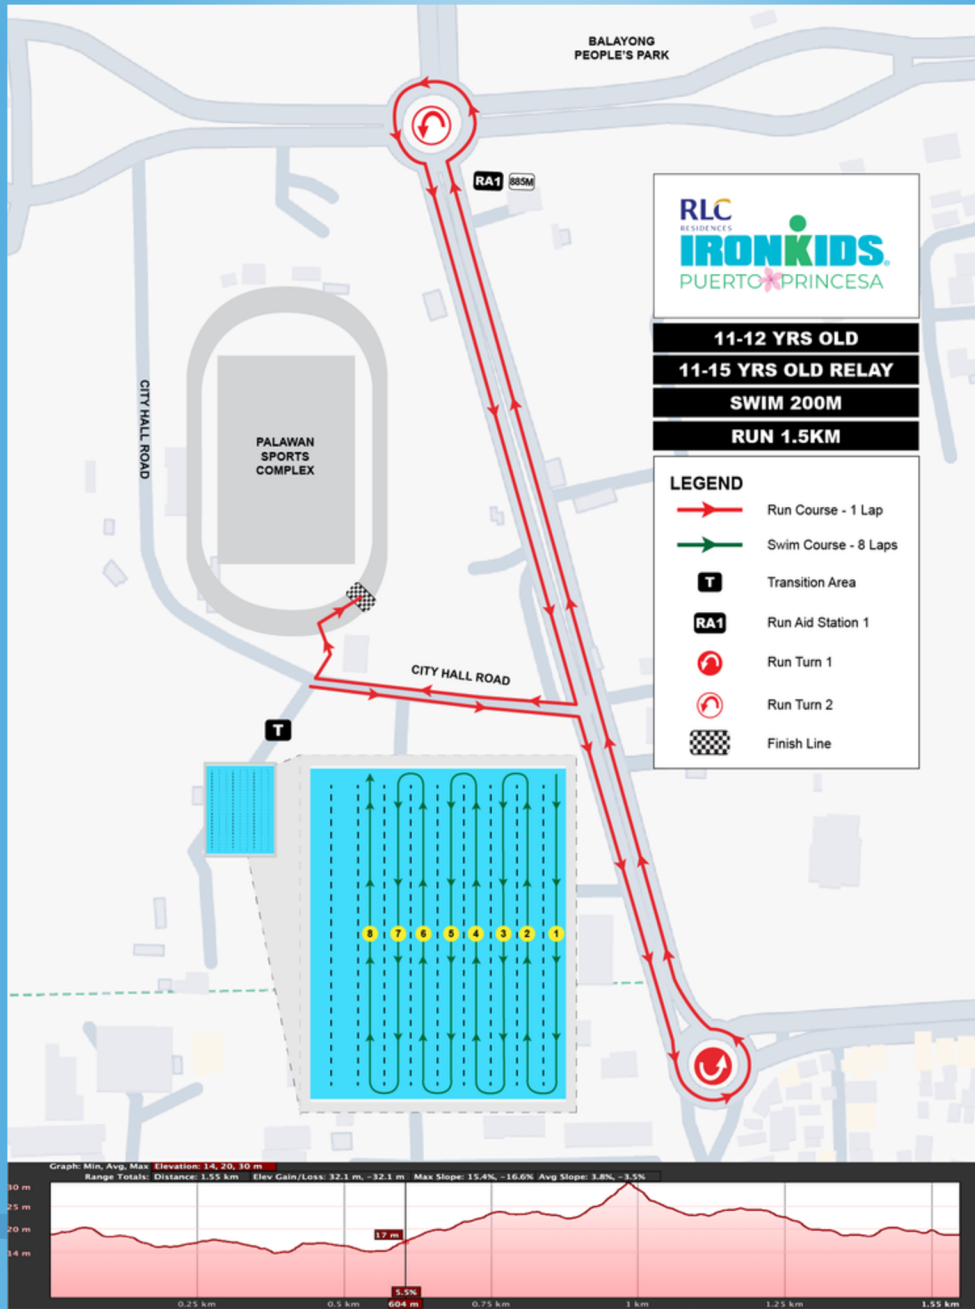 BALAYONG
PEOPLE'S PARK
RA1
885M
RLC
RESIDENCES
IRONKIDS®
PUERTO PRINCESA
11-12 YRS OLD
11-15 YRS OLD RELAY
SWIM 200M
RUN 1.5KM
CITY HALL ROAD
PALAWAN
SPORTS
COMPLEX
LEGEND
Run Course - 1 Lap
Swim Course - 8 Laps
T Transition Area
RA1 Run Aid Station 1
Run Turn 1
Run Turn 2
Finish Line
CITY HALL ROAD
T
8 7 6 5 4 3 2 1
Graph: Min, Avg, Max Elevation: 14, 20, 30 m
Range Totals: Distance: 1.55 km Elev Gain/Loss: 32.1 m, -32.1 m Max Slope: 15.4%, -16.6% Avg Slope: 3.8%, -3.5%
30 m
25 m
20 m
14 m
17 m
5.5%
0.25 km 0.5 km 604 m 0.75 km 1 km 1.25 km 1.55 km